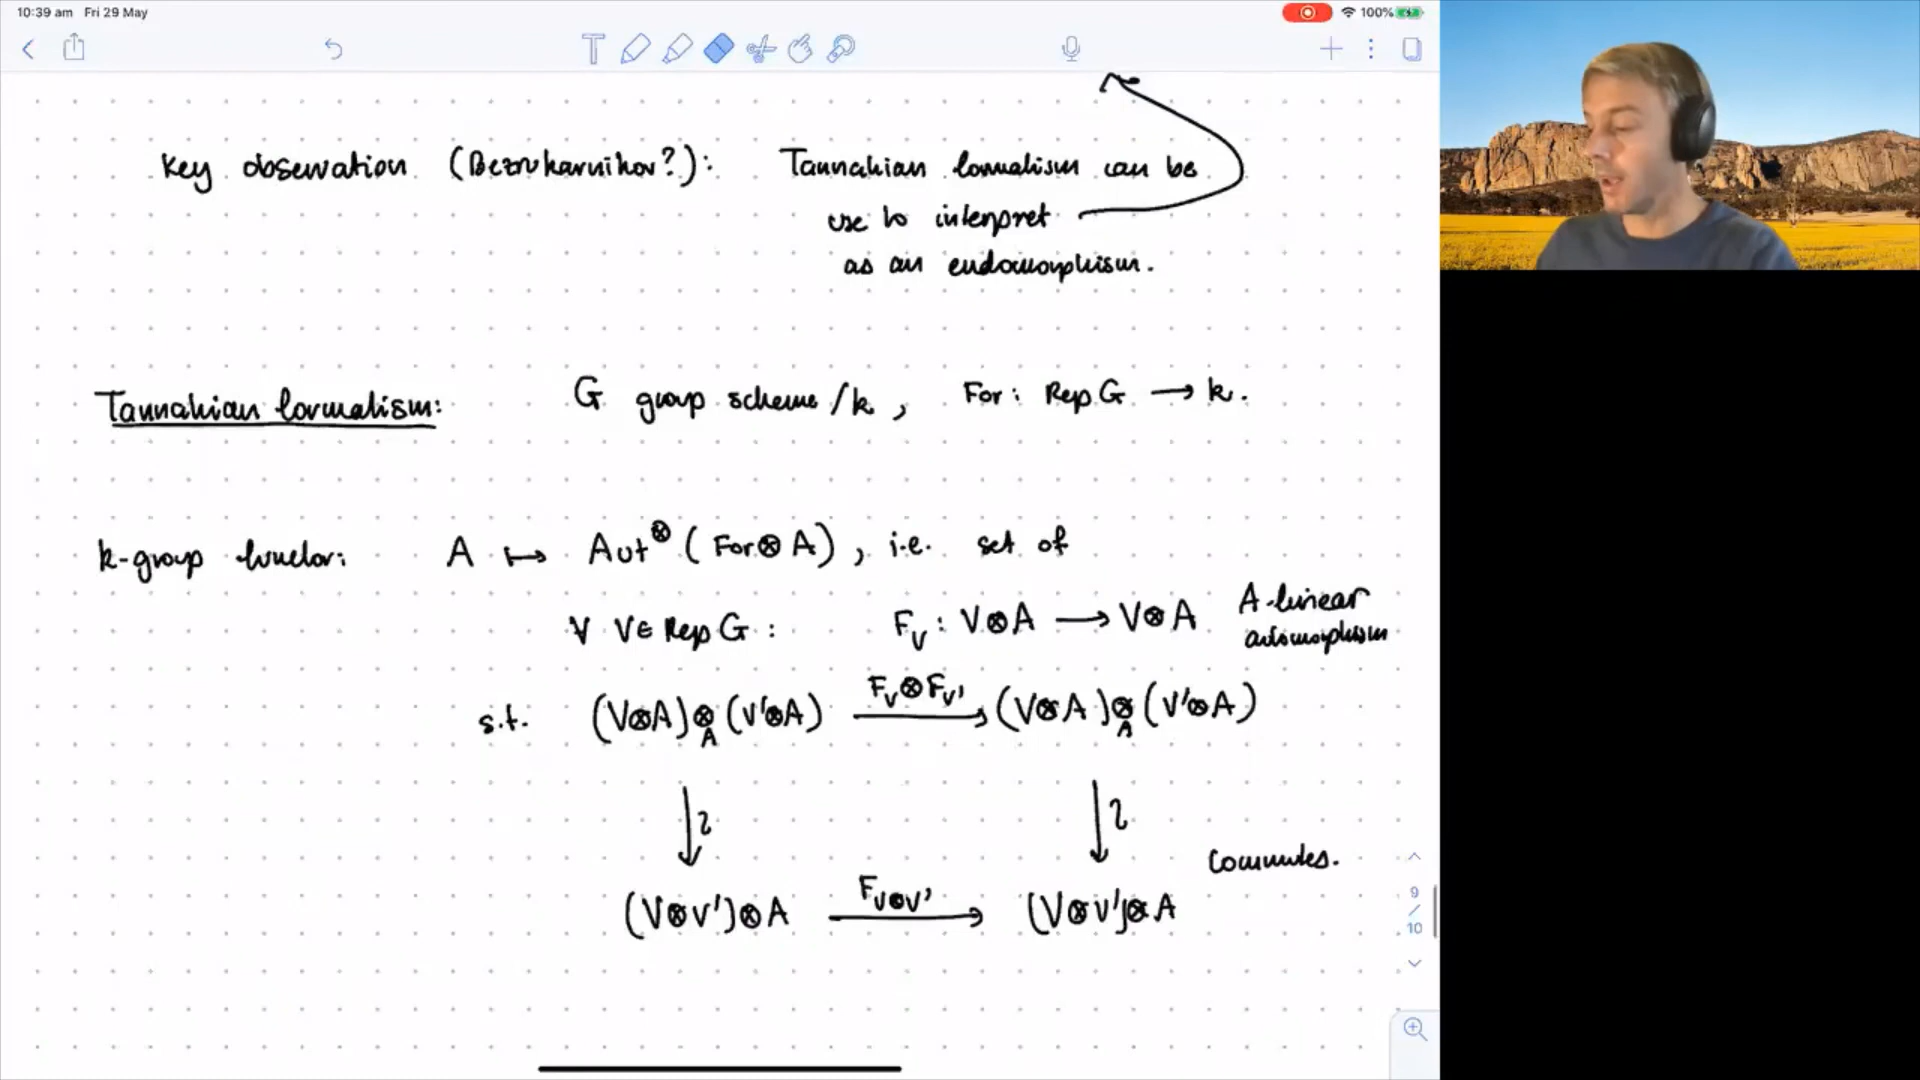 10:39 am Fri 29 May
100%
Key observation (Bezrukavnikov?): Tannakian formalism can be
use to interpret
as an endomorphism.
Tannakian formalism: G group scheme /k, For: Rep G → k.
k-group functor: A ↦ Aut^⊗ (For⊗A), i.e. set of
∀ V∈Rep G : F_V : V⊗A → V⊗A A-linear
automorphism
s.t. (V⊗A)⊗_A(V'⊗A) F_V⊗F_V' → (V⊗A)⊗_A(V'⊗A)
↓≀ ↓≀
commutes.
(V⊗V')⊗A F_V⊗V' → (V⊗V')⊗A
9
/
10